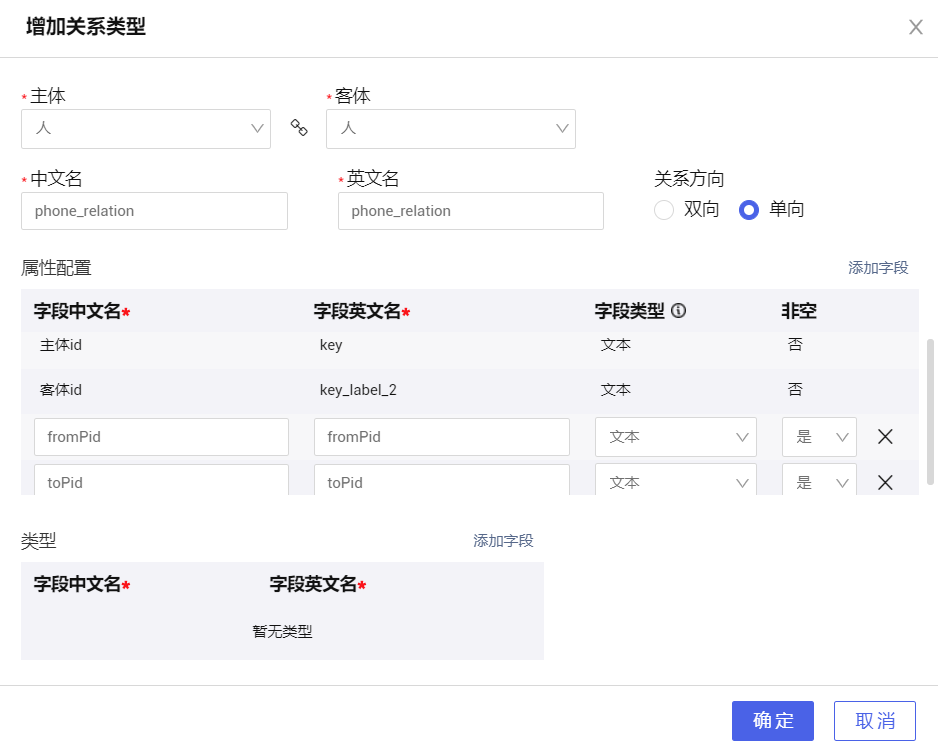 增加关系类型
*主体 *客体
人 人
*中文名 *英文名 关系方向
phone_relation phone_relation 双向 单向
属性配置 添加字段
字段中文名* 字段英文名* 字段类型 非空
主体id key 文本 否
客体id key_label_2 文本 否
fromPid fromPid 文本 是
toPid toPid 文本 是
类型 添加字段
字段中文名* 字段英文名*
暂无类型
确定 取消